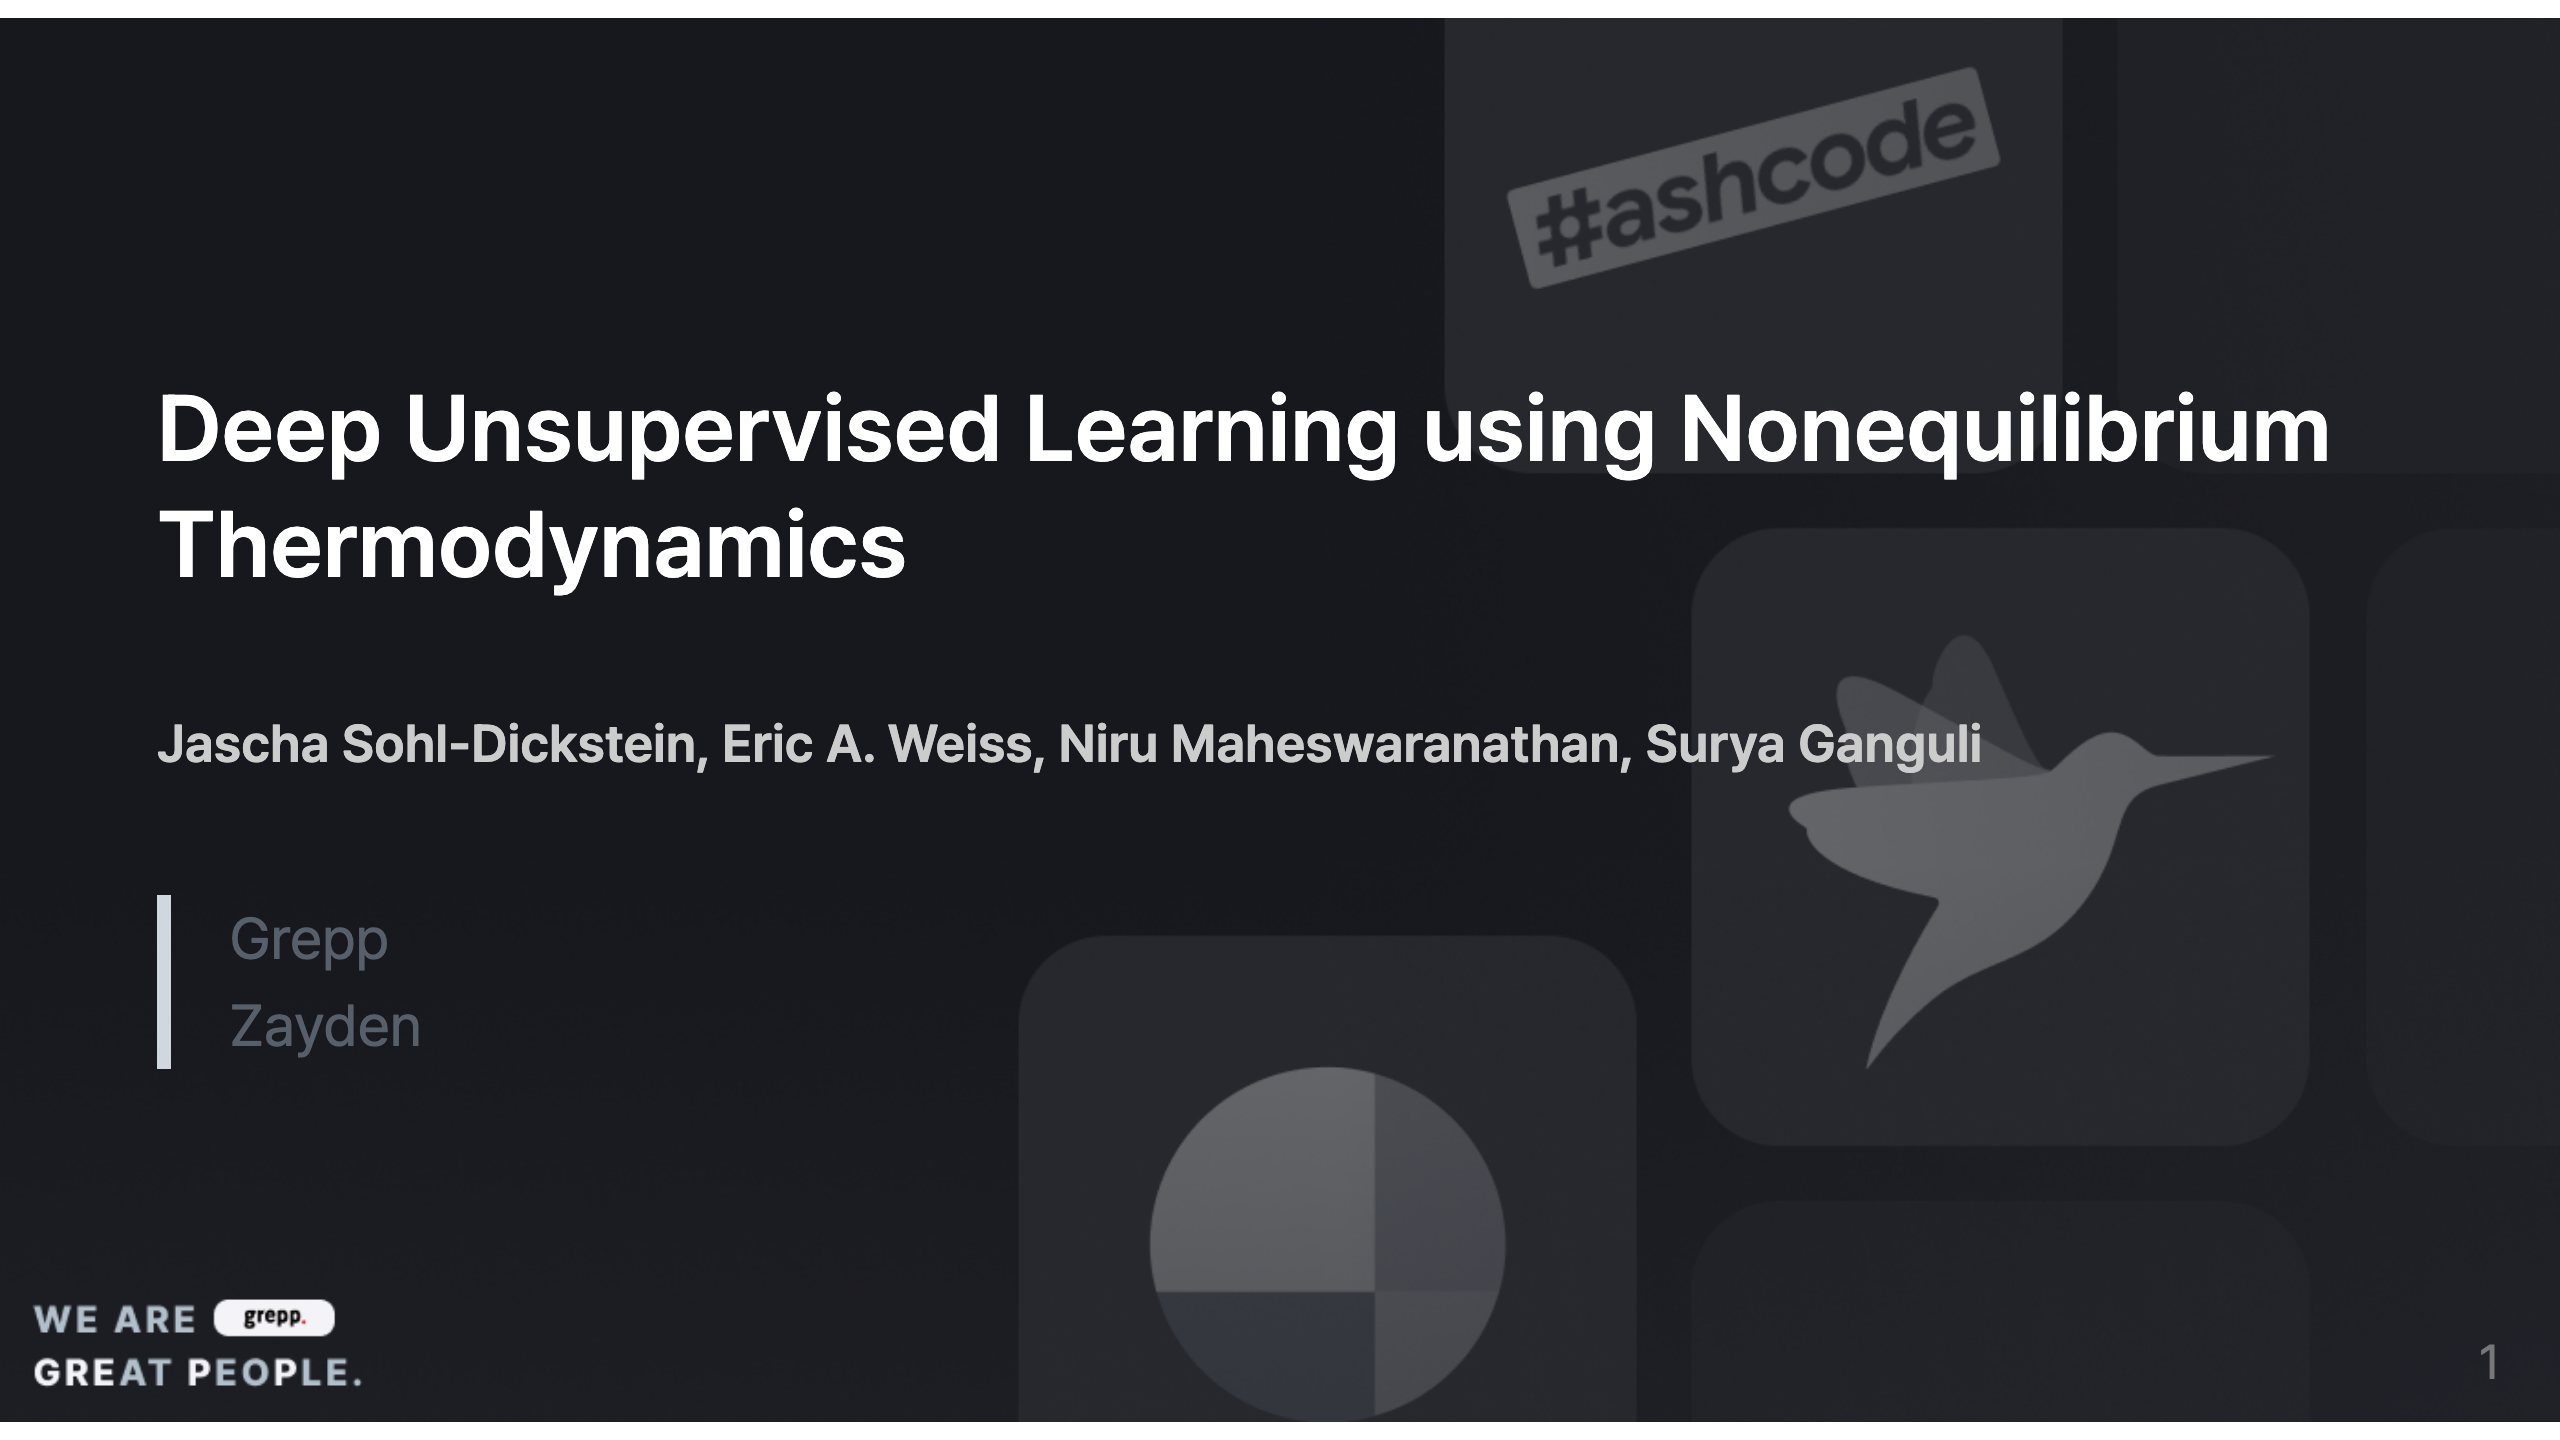 #ashcode
Deep Unsupervised Learning using Nonequilibrium
Thermodynamics
Jascha Sohl-Dickstein, Eric A. Weiss, Niru Maheswaranathan, Surya Ganguli
Grepp
Zayden
WE ARE grepp.
GREAT PEOPLE.
1